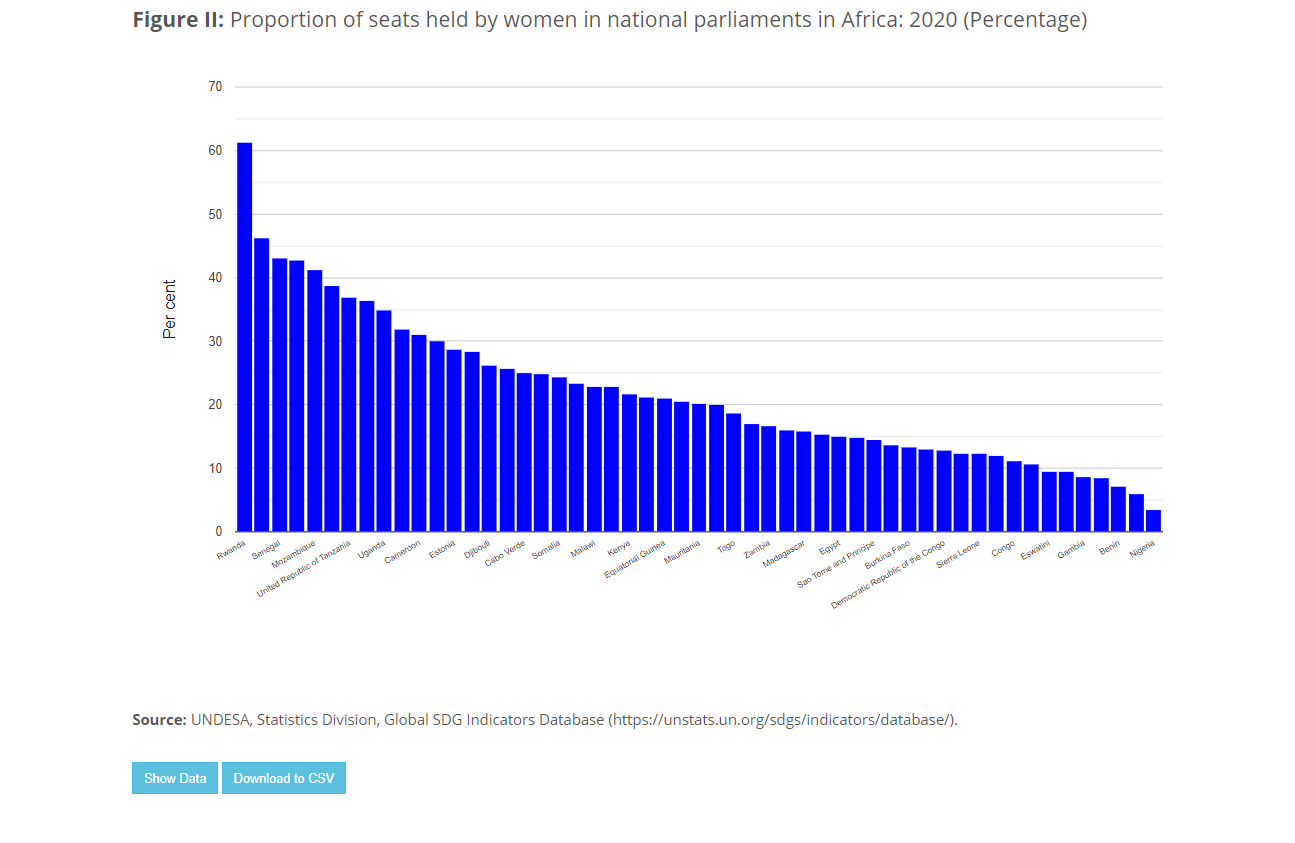 Figure II: Proportion of seats held by women in national parliaments in Africa: 2020 (Percentage)
70
60
50
40
30
20
10
0
Per cent
Rwanda
Senegal
Mozambique
United Republic of Tanzania
Uganda
Cameroon
Estonia
Djibouti
Cabo Verde
Somalia
Malawi
Kenya
Equatorial Guinea
Mauritania
Togo
Zambia
Madagascar
Egypt
Sao Tome and Principe
Burkina Faso
Democratic Republic of the Congo
Sierra Leone
Congo
Eswatini
Gambia
Benin
Nigeria
Source: UNDESA, Statistics Division, Global SDG Indicators Database (https://unstats.un.org/sdgs/indicators/database/).
Show Data
Download to CSV